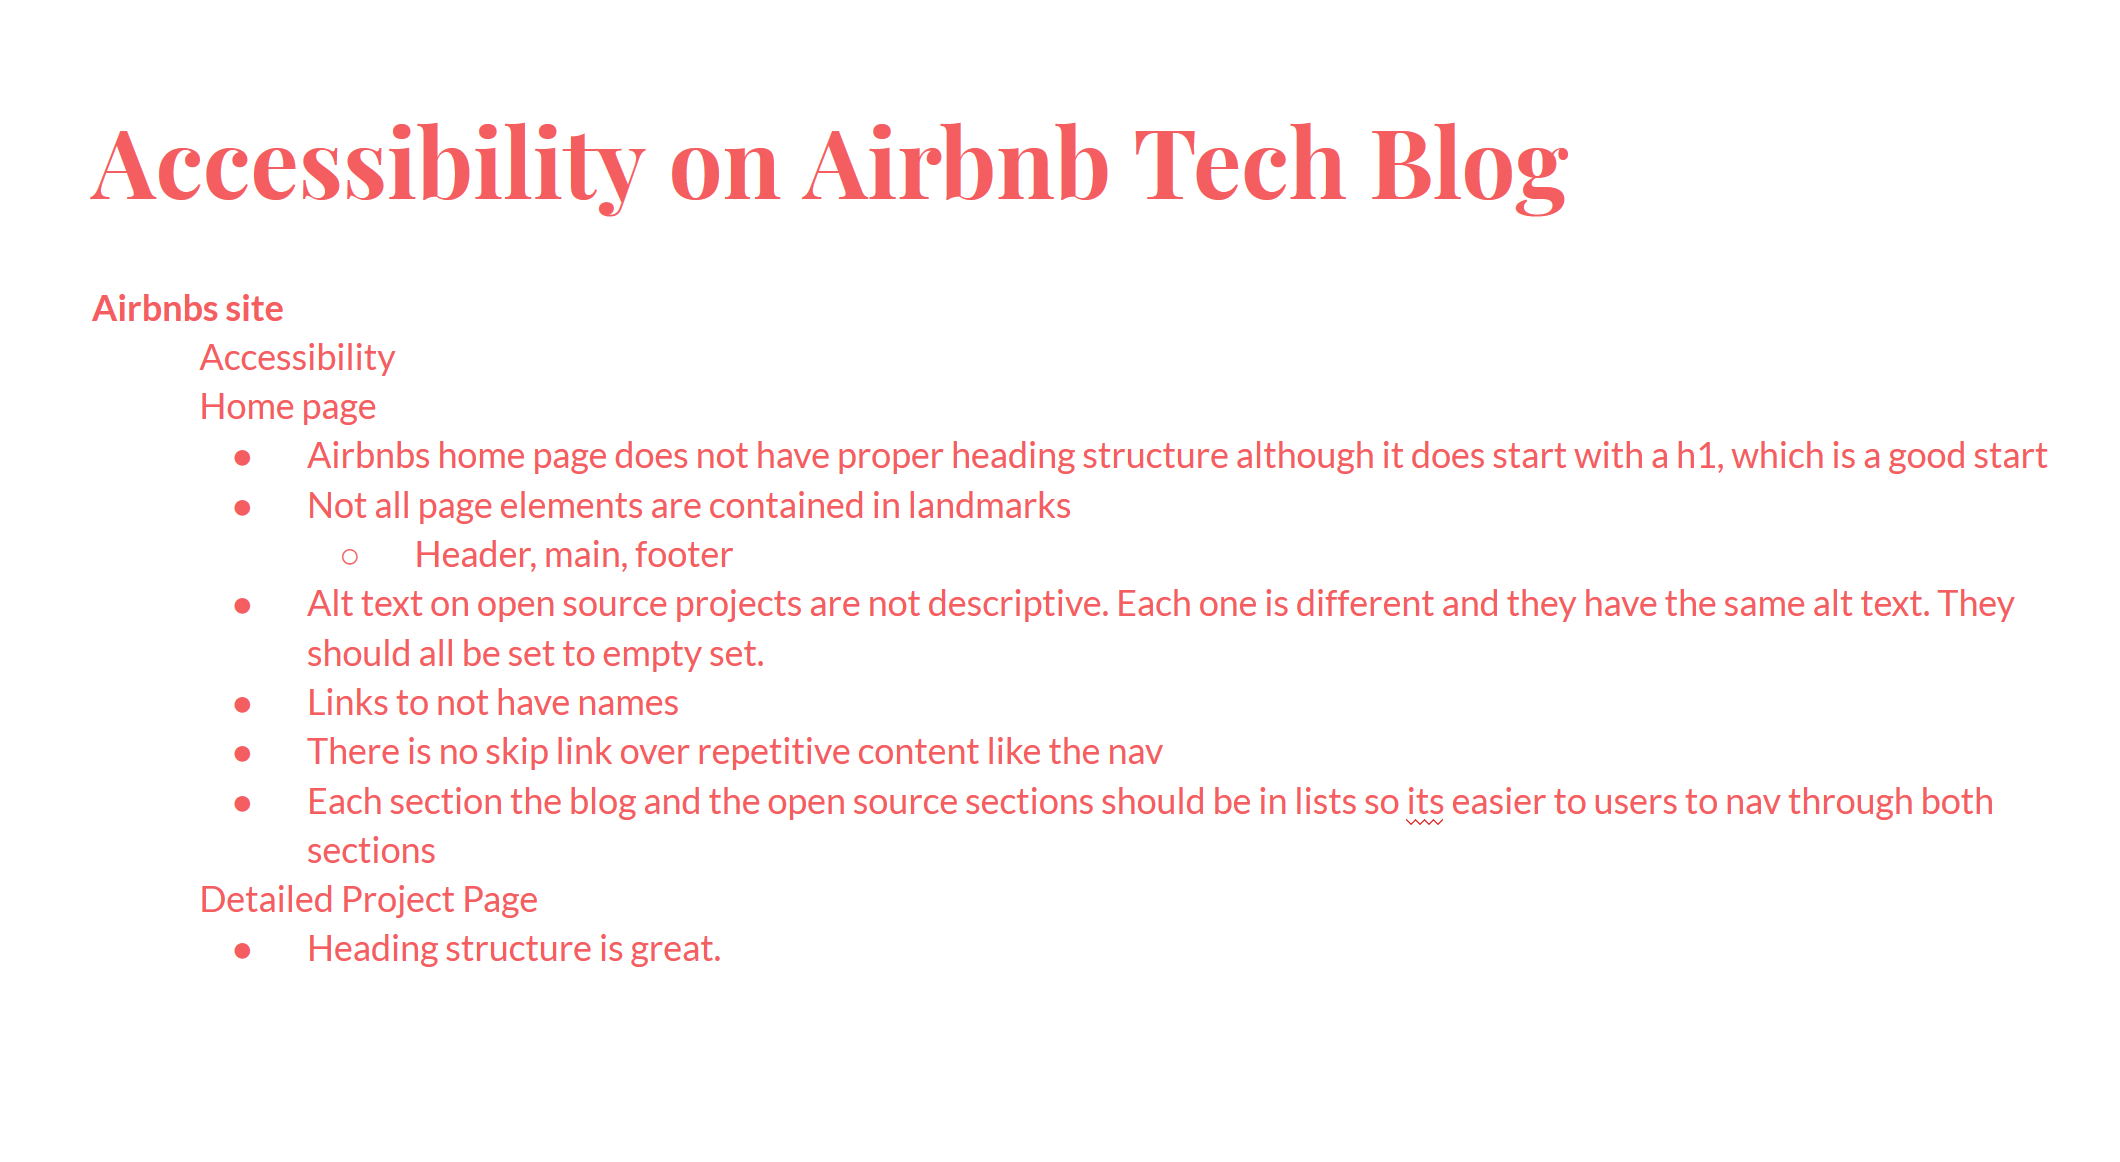 Accessibility on Airbnb Tech Blog
Airbnbs site
Accessibility
Home page
● Airbnbs home page does not have proper heading structure although it does start with a h1, which is a good start
● Not all page elements are contained in landmarks
○ Header, main, footer
● Alt text on open source projects are not descriptive. Each one is different and they have the same alt text. They
should all be set to empty set.
● Links to not have names
● There is no skip link over repetitive content like the nav
● Each section the blog and the open source sections should be in lists so its easier to users to nav through both
sections
Detailed Project Page
● Heading structure is great.